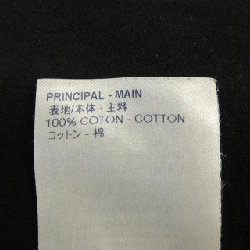 PRINCIPAL - MAIN
表地/本体 - 主料
100% COTON - COTTON
コットン - 棉